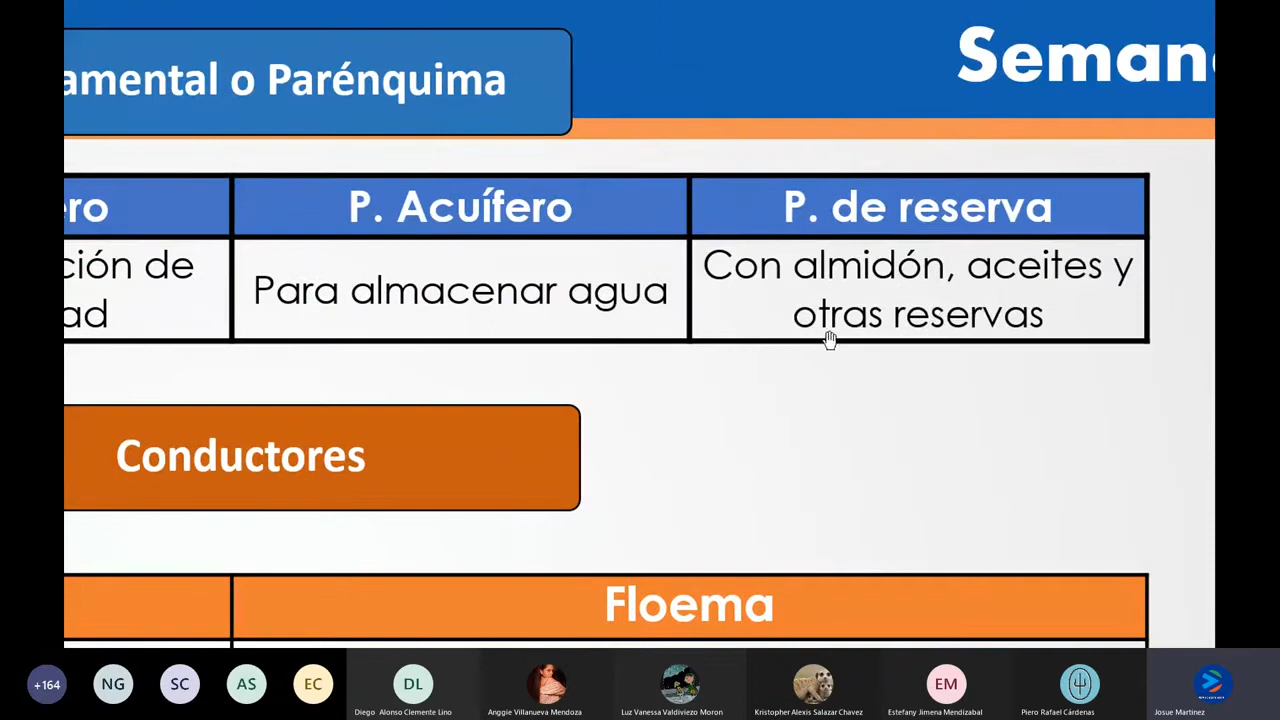 amental o Parénquima
Seman
ero
P. Acuífero
P. de reserva
ción de
ad
Para almacenar agua
Con almidón, aceites y
otras reservas
Conductores
Floema
+164
NG
SC
AS
EC
DL
EM
Diego Alonso Clemente Lino
Anggie Villanueva Mendoza
Luz Vanessa Valdiviezo Moron
Kristopher Alexis Salazar Chavez
Estefany Jimena Mendizabal
Piero Rafael Cárdenas
Josue Martinez